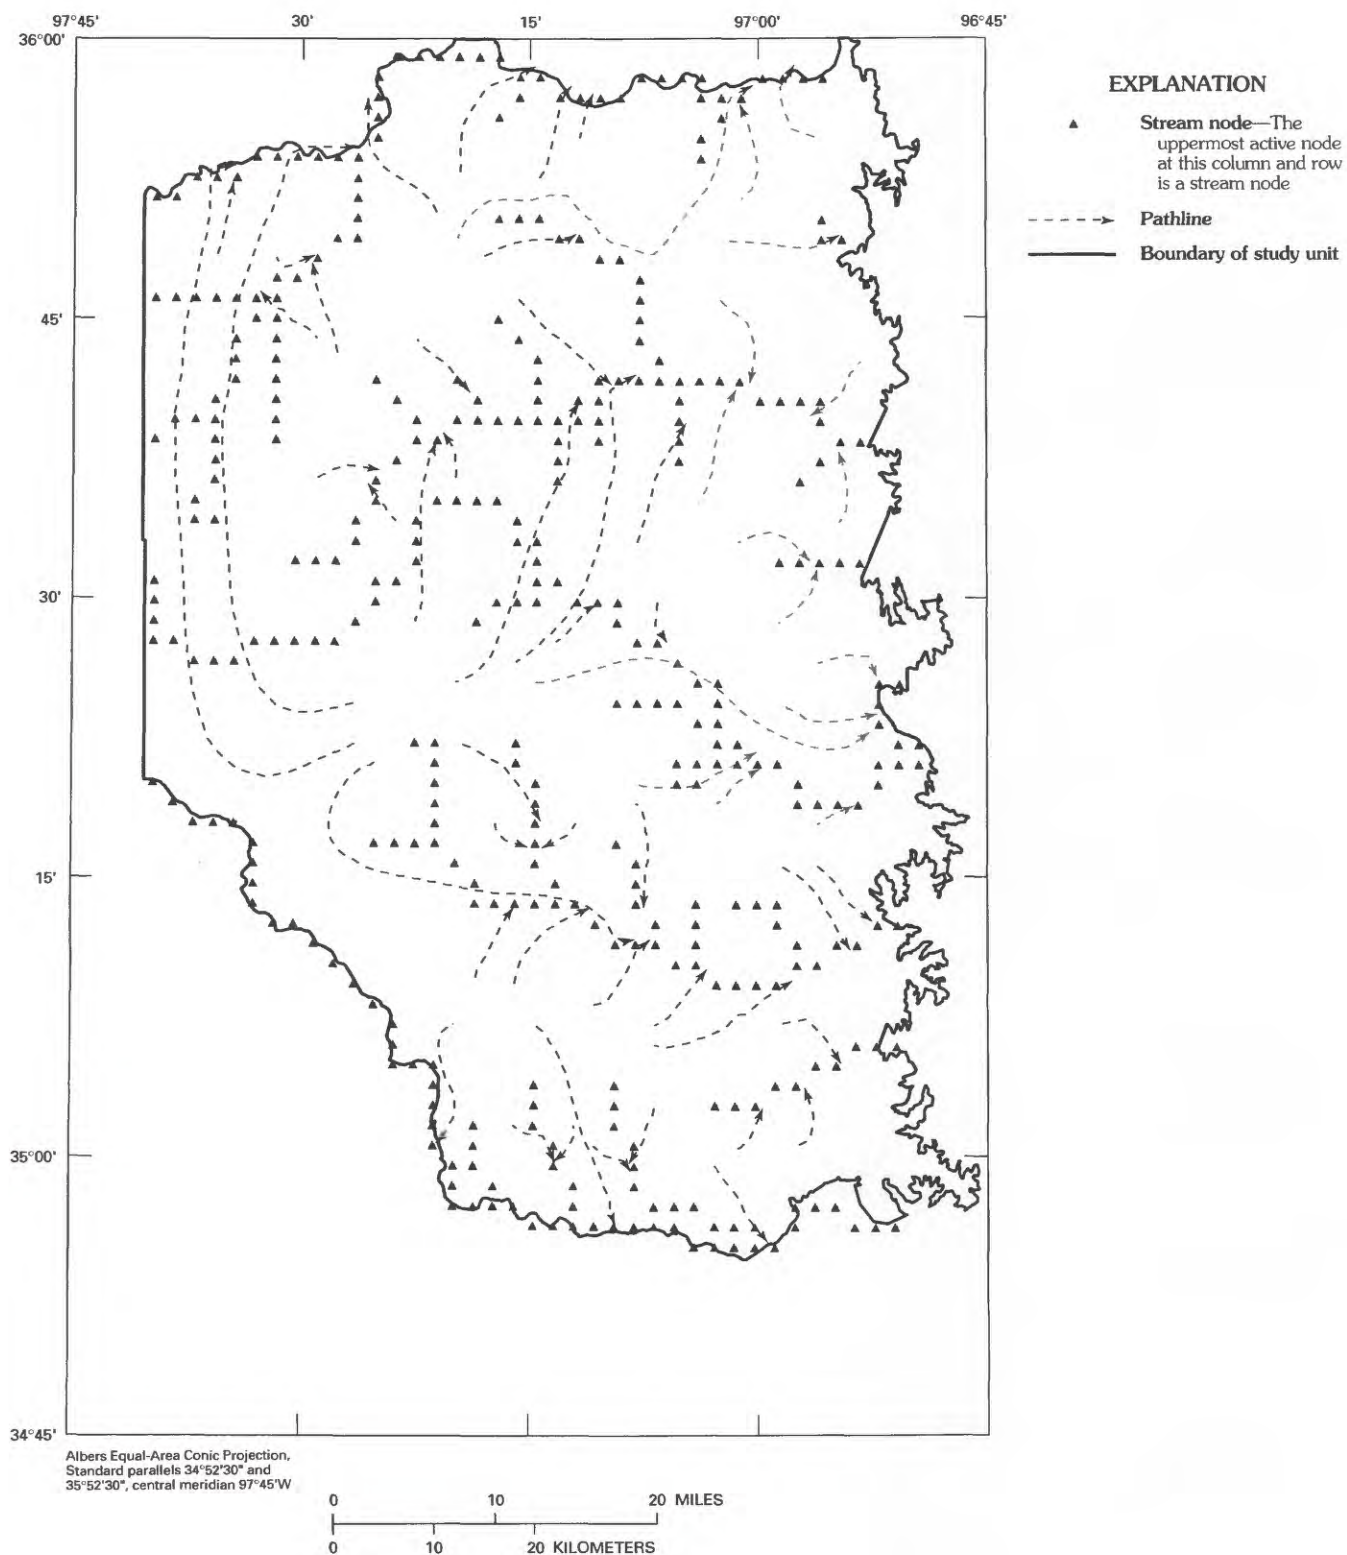 97°45' 30' 15' 97°00' 96°45'
36°00'
45'
30'
15'
35°00'
34°45'
EXPLANATION
Stream node—The
uppermost active node
at this column and row
is a stream node
Pathline
Boundary of study unit
Albers Equal-Area Conic Projection,
Standard parallels 34°52'30" and
35°52'30", central meridian 97°45'W
0 10 20 MILES
0 10 20 KILOMETERS